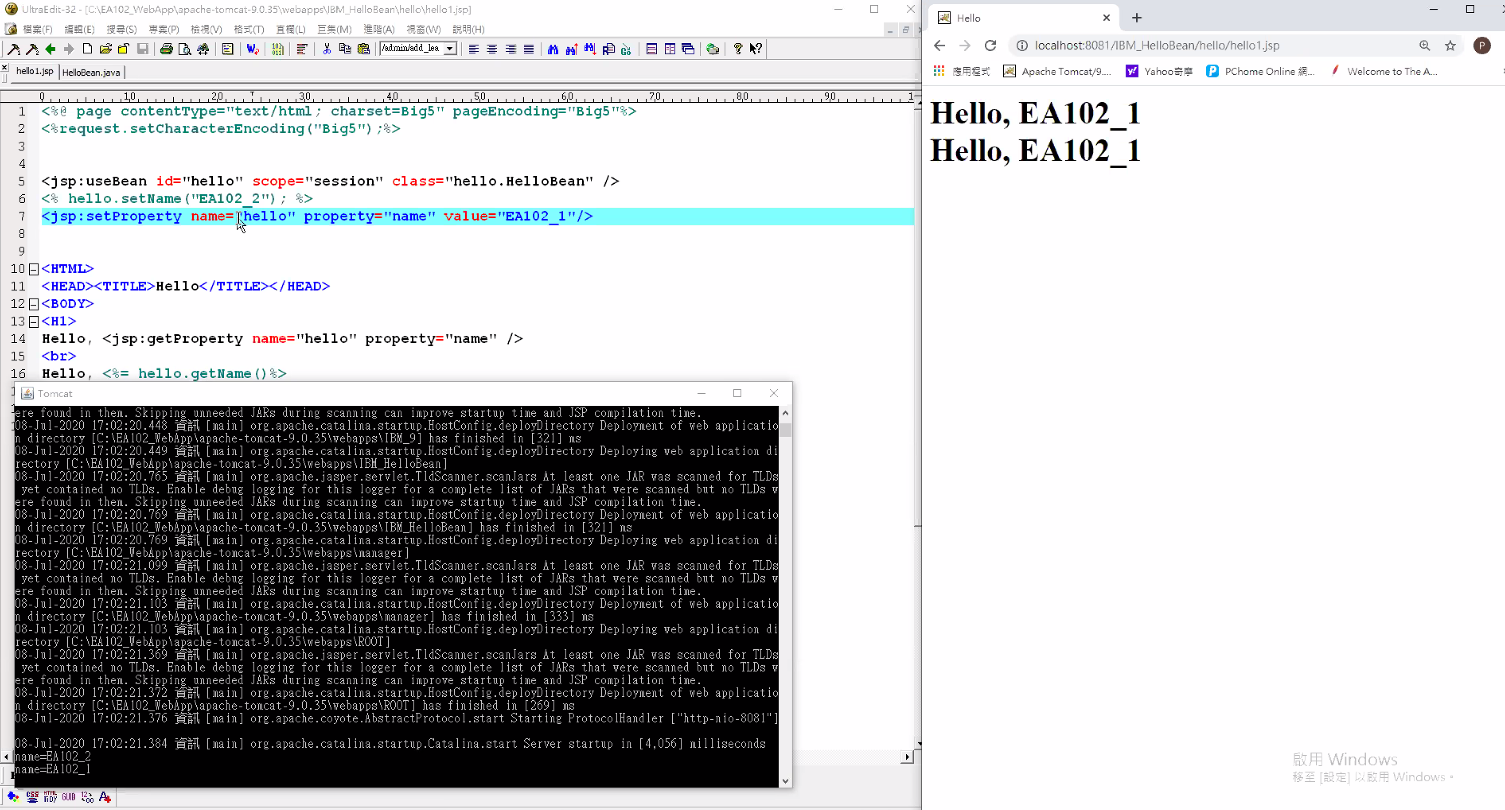 UltraEdit-32 - [C:\EA102_WebApp\apache-tomcat-9.0.35\webapps\IBM_HelloBean\hello\hello1.jsp]
檔案(F) 編輯(E) 搜尋(S) 專案(P) 檢視(V) 格式(T) 直欄(L) 巨集(M) 進階(A) 視窗(W) 說明(H)
/admin/add_lea
hello1.jsp HelloBean.java
0 10 20 30 40 50 60 70 80 90
1 <%@ page contentType="text/html; charset=Big5" pageEncoding="Big5"%>
2 <%request.setCharacterEncoding("Big5");%>
3
4
5 <jsp:useBean id="hello" scope="session" class="hello.HelloBean" />
6 <% hello.setName("EA102_2"); %>
7 <jsp:setProperty name="hello" property="name" value="EA102_1"/>
8
9
10 <HTML>
11 <HEAD><TITLE>Hello</TITLE></HEAD>
12 <BODY>
13 <H1>
14 Hello, <jsp:getProperty name="hello" property="name" />
15 <br>
16 Hello, <%= hello.getName()%>
Tomcat
ere found in them. Skipping unneeded JARs during scanning can improve startup time and JSP compilation time.
08-Jul-2020 17:02:20.448 資訊 [main] org.apache.catalina.startup.HostConfig.deployDirectory Deployment of web applicatio
n directory [C:\EA102_WebApp\apache-tomcat-9.0.35\webapps\IBM_9] has finished in [321] ms
08-Jul-2020 17:02:20.449 資訊 [main] org.apache.catalina.startup.HostConfig.deployDirectory Deploying web application di
rectory [C:\EA102_WebApp\apache-tomcat-9.0.35\webapps\IBM_HelloBean]
08-Jul-2020 17:02:20.765 資訊 [main] org.apache.jasper.servlet.TldScanner.scanJars At least one JAR was scanned for TLDs
yet contained no TLDs. Enable debug logging for this logger for a complete list of JARs that were scanned but no TLDs w
ere found in them. Skipping unneeded JARs during scanning can improve startup time and JSP compilation time.
08-Jul-2020 17:02:20.769 資訊 [main] org.apache.catalina.startup.HostConfig.deployDirectory Deployment of web applicatio
n directory [C:\EA102_WebApp\apache-tomcat-9.0.35\webapps\IBM_HelloBean] has finished in [321] ms
08-Jul-2020 17:02:20.769 資訊 [main] org.apache.catalina.startup.HostConfig.deployDirectory Deploying web application di
rectory [C:\EA102_WebApp\apache-tomcat-9.0.35\webapps\manager]
08-Jul-2020 17:02:21.099 資訊 [main] org.apache.jasper.servlet.TldScanner.scanJars At least one JAR was scanned for TLDs
yet contained no TLDs. Enable debug logging for this logger for a complete list of JARs that were scanned but no TLDs w
ere found in them. Skipping unneeded JARs during scanning can improve startup time and JSP compilation time.
08-Jul-2020 17:02:21.103 資訊 [main] org.apache.catalina.startup.HostConfig.deployDirectory Deployment of web applicatio
n directory [C:\EA102_WebApp\apache-tomcat-9.0.35\webapps\manager] has finished in [333] ms
08-Jul-2020 17:02:21.103 資訊 [main] org.apache.catalina.startup.HostConfig.deployDirectory Deploying web application di
rectory [C:\EA102_WebApp\apache-tomcat-9.0.35\webapps\ROOT]
08-Jul-2020 17:02:21.369 資訊 [main] org.apache.jasper.servlet.TldScanner.scanJars At least one JAR was scanned for TLDs
yet contained no TLDs. Enable debug logging for this logger for a complete list of JARs that were scanned but no TLDs w
ere found in them. Skipping unneeded JARs during scanning can improve startup time and JSP compilation time.
08-Jul-2020 17:02:21.372 資訊 [main] org.apache.catalina.startup.HostConfig.deployDirectory Deployment of web applicatio
n directory [C:\EA102_WebApp\apache-tomcat-9.0.35\webapps\ROOT] has finished in [269] ms
08-Jul-2020 17:02:21.376 資訊 [main] org.apache.coyote.AbstractProtocol.start Starting ProtocolHandler ["http-nio-8081"]
08-Jul-2020 17:02:21.384 資訊 [main] org.apache.catalina.startup.Catalina.start Server startup in [4,056] milliseconds
name=EA102_2
name=EA102_1
Hello
localhost:8081/IBM_HelloBean/hello/hello1.jsp
P
應用程式 Apache Tomcat/9.... Yahoo奇摩 PChome Online 網... Welcome to The A...
Hello, EA102_1
Hello, EA102_1
啟用 Windows
移至 [設定] 以啟用 Windows。